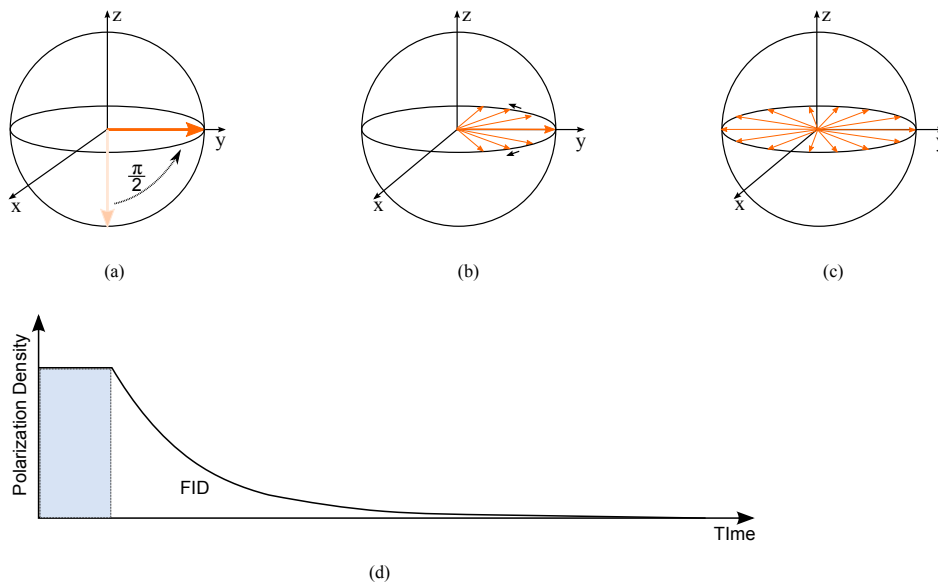 z
y
x
π
2
(a)
z
y
x
(b)
z
y
x
(c)
Polarization Density
FID
TIme
(d)